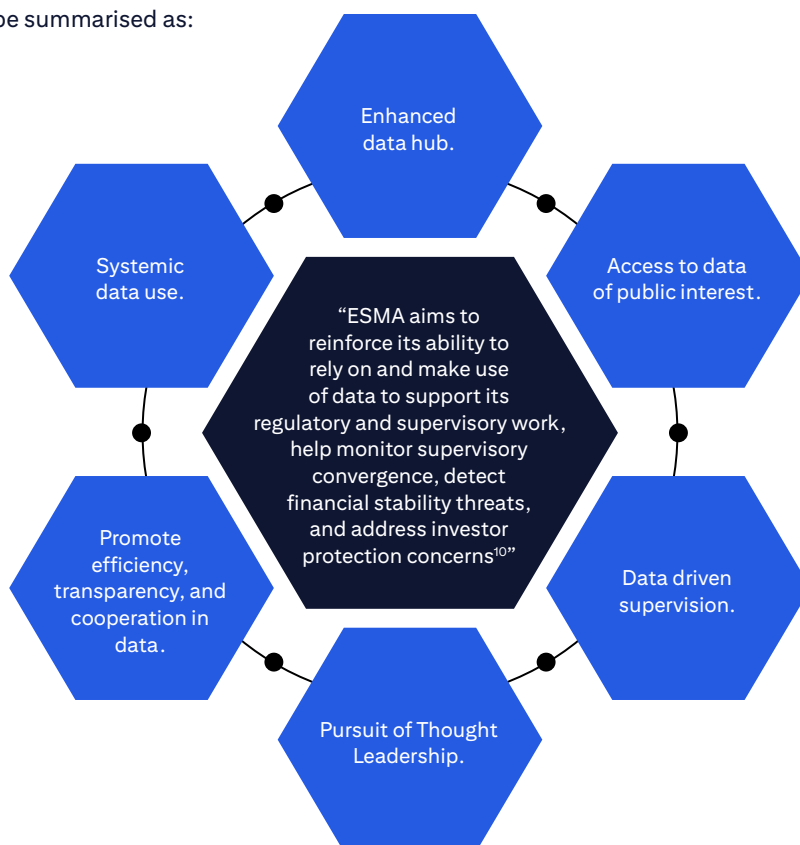 be summarised as:
Enhanced
data hub.
Systemic
data use.
Access to data
of public interest.
“ESMA aims to
reinforce its ability to
rely on and make use
of data to support its
regulatory and supervisory work,
help monitor supervisory
convergence, detect
financial stability threats,
and address investor
protection concerns¹⁰”
Promote
efficiency,
transparency, and
cooperation in
data.
Data driven
supervision.
Pursuit of Thought
Leadership.